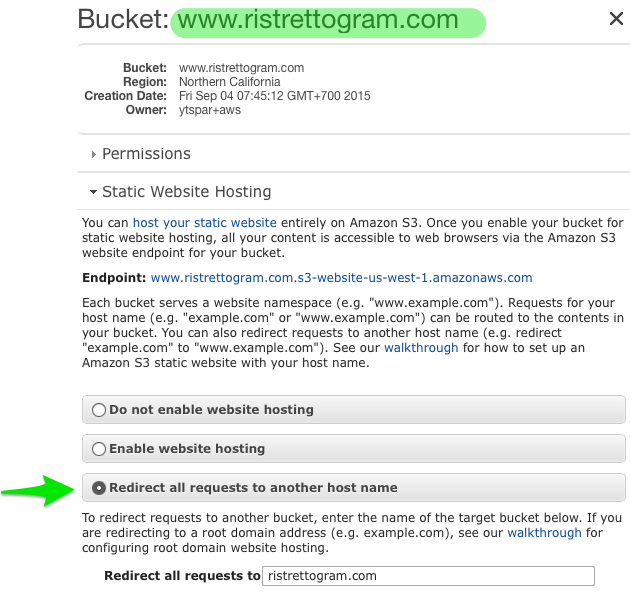 Bucket: www.ristrettogram.com
Bucket: www.ristrettogram.com
Region: Northern California
Creation Date: Fri Sep 04 07:45:12 GMT+700 2015
Owner: ytspar+aws
Permissions
Static Website Hosting
You can host your static website entirely on Amazon S3. Once you enable your bucket for
static website hosting, all your content is accessible to web browsers via the Amazon S3
website endpoint for your bucket.
Endpoint: www.ristrettogram.com.s3-website-us-west-1.amazonaws.com
Each bucket serves a website namespace (e.g. "www.example.com"). Requests for your
host name (e.g. "example.com" or "www.example.com") can be routed to the contents in
your bucket. You can also redirect requests to another host name (e.g. redirect
"example.com" to "www.example.com"). See our walkthrough for how to set up an
Amazon S3 static website with your host name.
Do not enable website hosting
Enable website hosting
Redirect all requests to another host name
To redirect requests to another bucket, enter the name of the target bucket below. If you
are redirecting to a root domain address (e.g. example.com), see our walkthrough for
configuring root domain website hosting.
Redirect all requests to ristrettogram.com